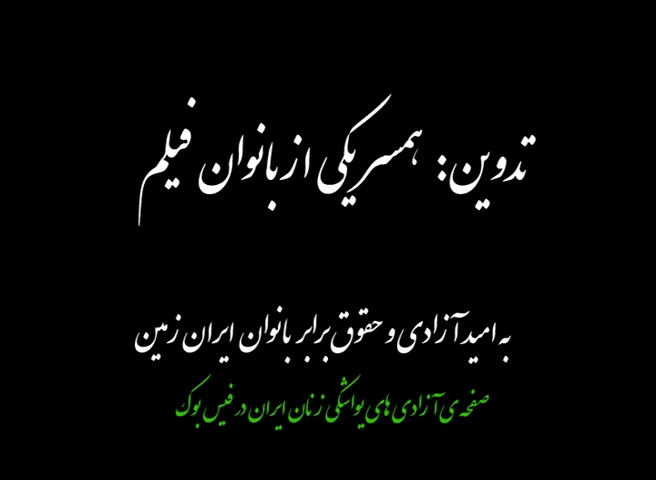 تدوین: همسر یکی از بانوان فیلم
به امید آزادی و حقوق برابر بانوان ایران زمین
صفحه ی آزادی های یواشکی زنان ایران در فیس بوک